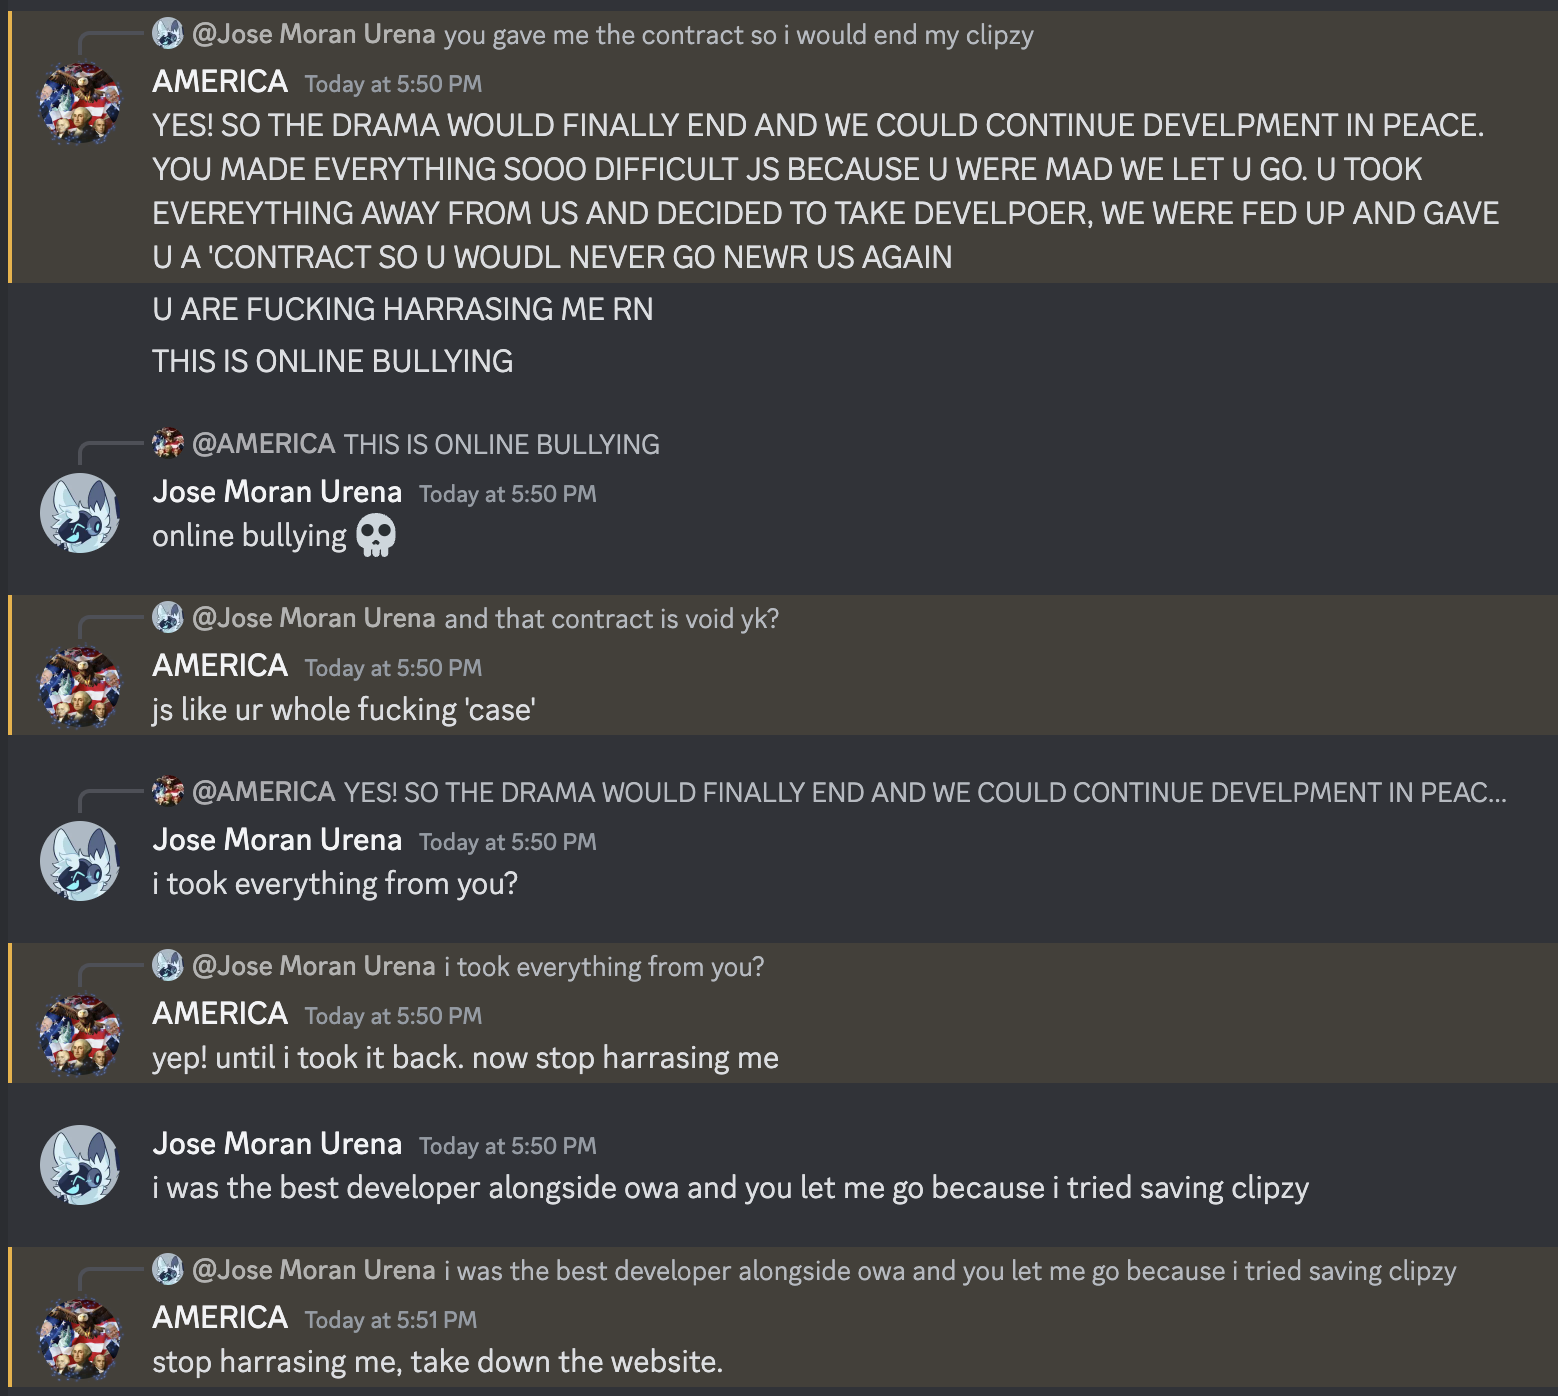 @Jose Moran Urena you gave me the contract so i would end my clipzy
AMERICA Today at 5:50 PM
YES! SO THE DRAMA WOULD FINALLY END AND WE COULD CONTINUE DEVELPMENT IN PEACE.
YOU MADE EVERYTHING SOOO DIFFICULT JS BECAUSE U WERE MAD WE LET U GO. U TOOK
EVEREYTHING AWAY FROM US AND DECIDED TO TAKE DEVELPOER, WE WERE FED UP AND GAVE
U A 'CONTRACT SO U WOUDL NEVER GO NEWR US AGAIN
U ARE FUCKING HARRASING ME RN
THIS IS ONLINE BULLYING
@AMERICA THIS IS ONLINE BULLYING
Jose Moran Urena Today at 5:50 PM
online bullying 💀
@Jose Moran Urena and that contract is void yk?
AMERICA Today at 5:50 PM
js like ur whole fucking 'case'
@AMERICA YES! SO THE DRAMA WOULD FINALLY END AND WE COULD CONTINUE DEVELPMENT IN PEAC...
Jose Moran Urena Today at 5:50 PM
i took everything from you?
@Jose Moran Urena i took everything from you?
AMERICA Today at 5:50 PM
yep! until i took it back. now stop harrasing me
Jose Moran Urena Today at 5:50 PM
i was the best developer alongside owa and you let me go because i tried saving clipzy
@Jose Moran Urena i was the best developer alongside owa and you let me go because i tried saving clipzy
AMERICA Today at 5:51 PM
stop harrasing me, take down the website.